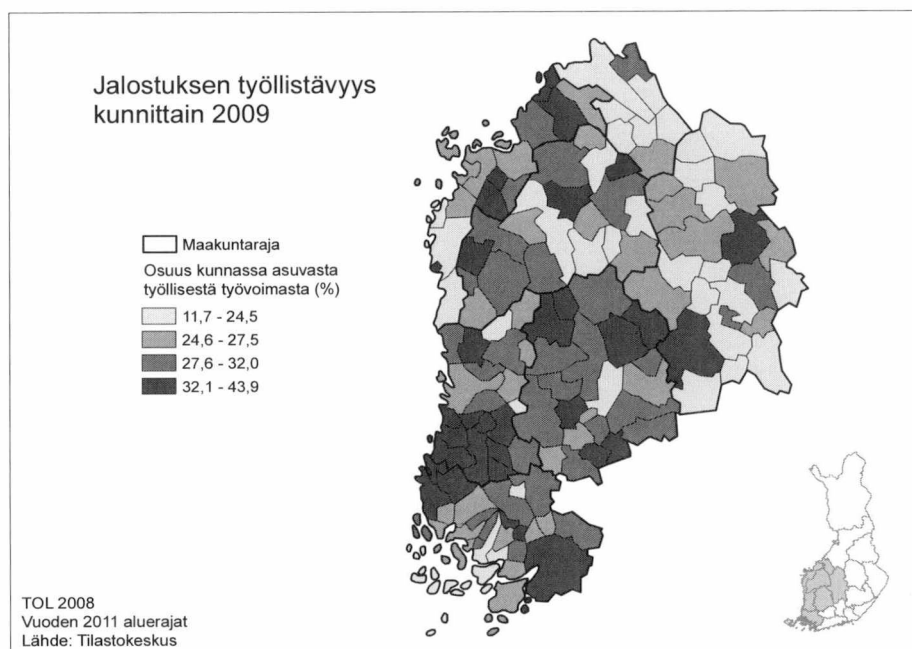 Jalostuksen työllistävyys
kunnittain 2009
Maakuntaraja
Osuus kunnassa asuvasta
työllisestä työvoimasta (%)
11,7 - 24,5
24,6 - 27,5
27,6 - 32,0
32,1 - 43,9
TOL 2008
Vuoden 2011 aluerajat
Lähde: Tilastokeskus